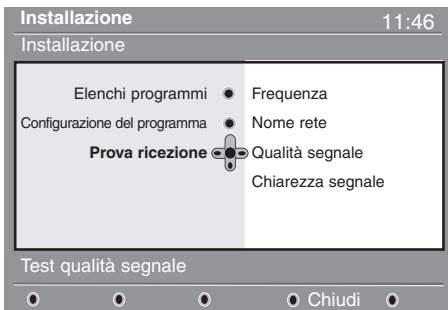 Installazione 11:46
Installazione
Elenchi programmi Frequenza
Configurazione del programma Nome rete
Prova ricezione Qualità segnale
Chiarezza segnale
Test qualità segnale
Chiudi